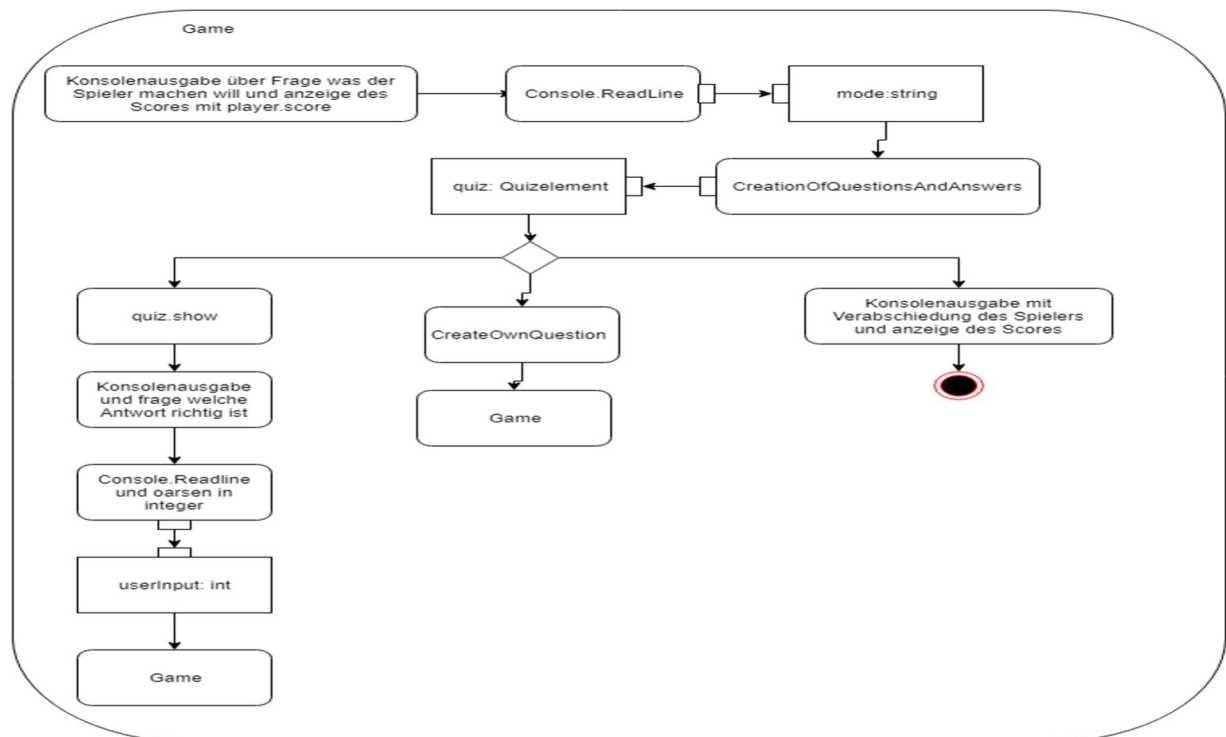 Game
Konsolenausgabe über Frage was der
Spieler machen will und anzeige des
Scores mit player.score
Console.ReadLine
mode:string
quiz: Quizelement
CreationOfQuestionsAndAnswers
quiz.show
CreateOwnQuestion
Konsolenausgabe mit
Verabschiedung des Spielers
und anzeige des Scores
Konsolenausgabe
und frage welche
Antwort richtig ist
Game
Console.Readline
und oarsen in
integer
userInput: int
Game